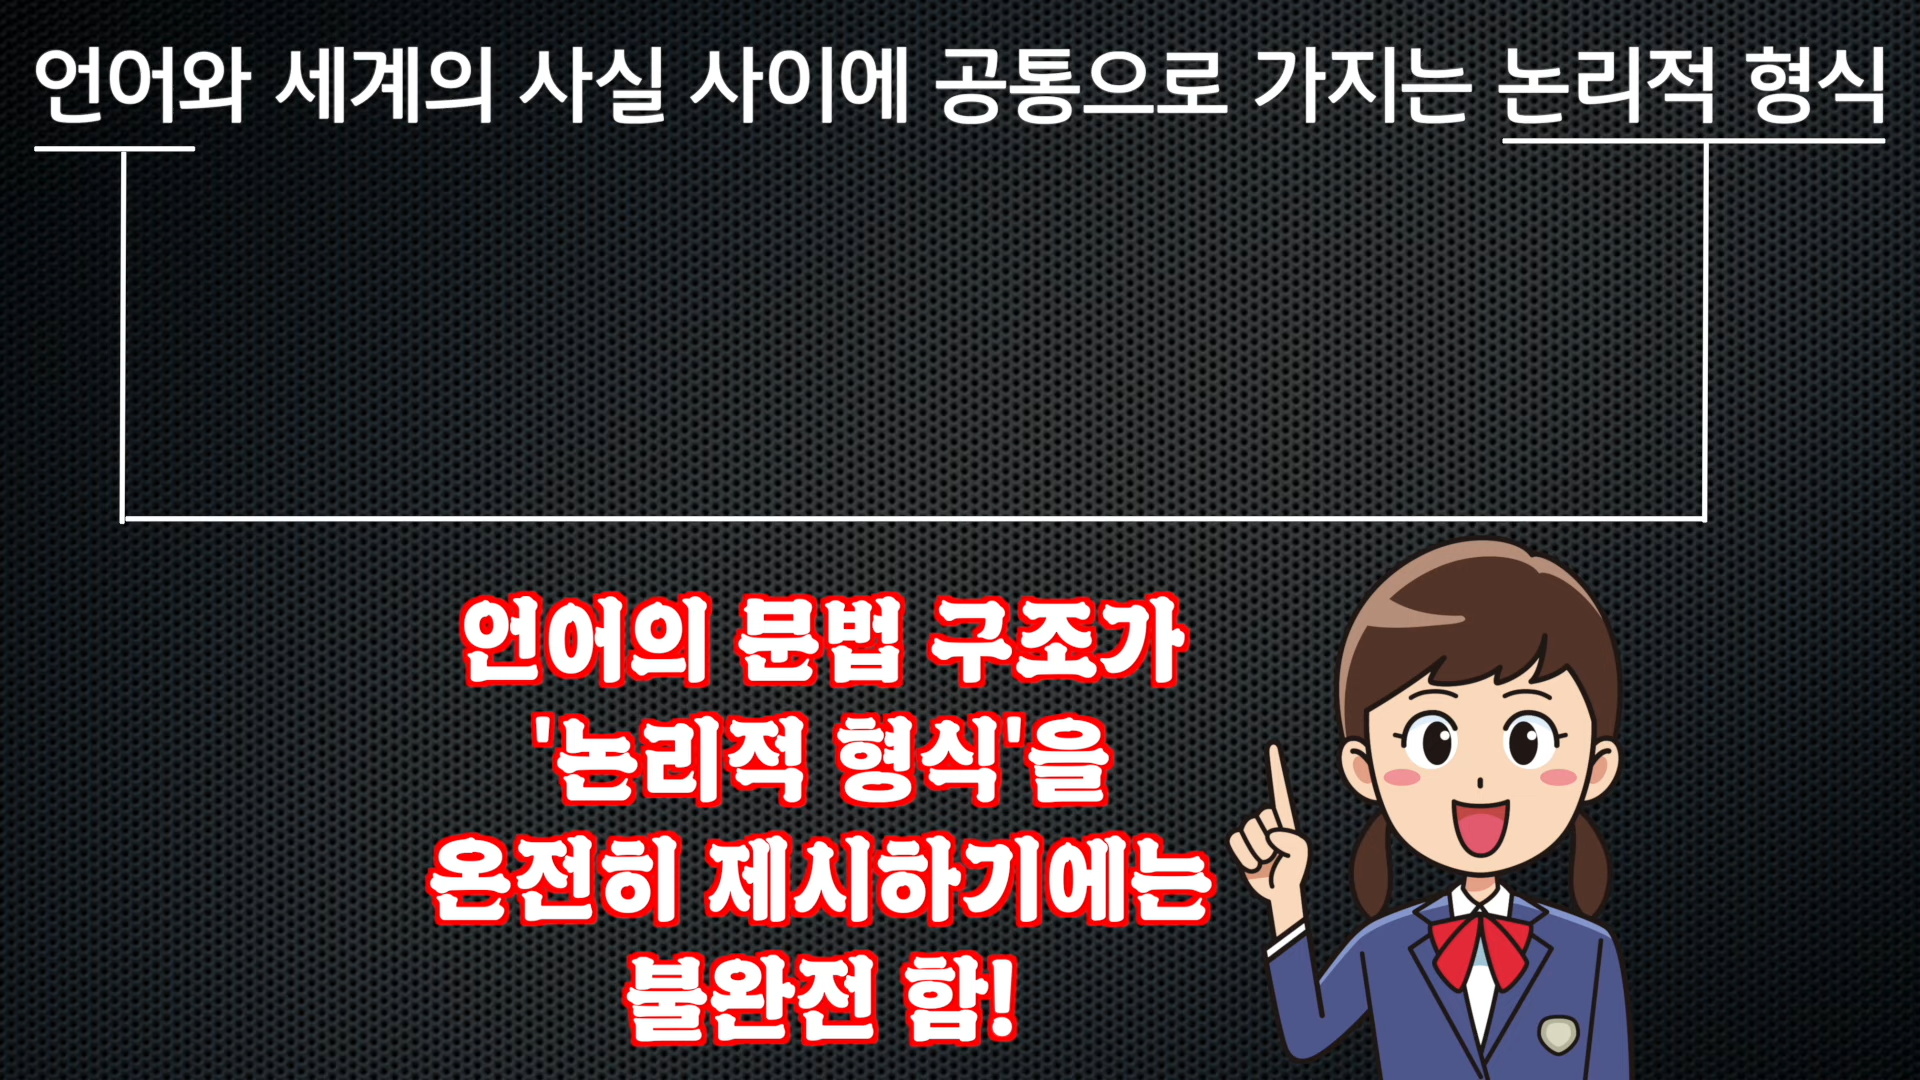 언어와 세계의 사실 사이에 공통으로 가지는 논리적 형식
언어의 문법 구조가
'논리적 형식'을
온전히 제시하기에는
불완전 함!